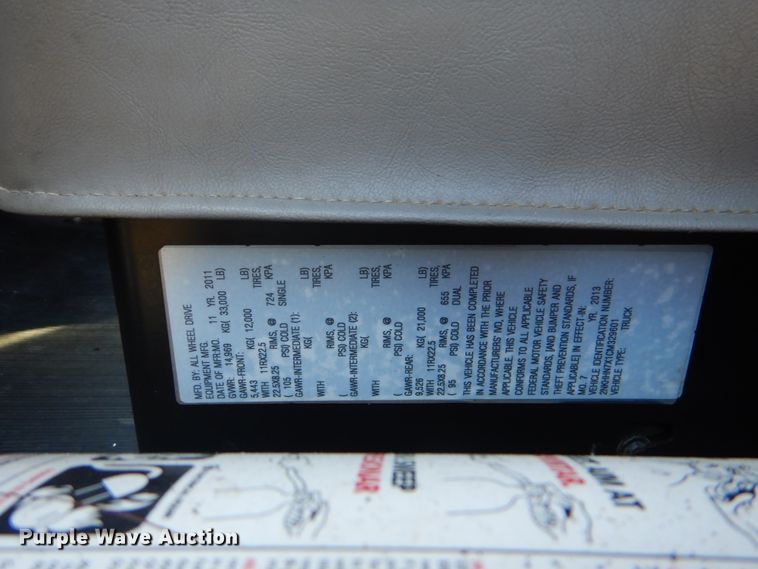 MFD. BY: ALL WHEEL DRIVE
EQUIPMENT MFG.
DATE OF MFR:MO. 11 YR. 2011
GVWR: 14,969 KG( 33,000 LB)
GAWR-FRONT:
5,443 KG( 12,000 LB)
WITH 11RX22.5 TIRES,
22.5X8.25 RIMS, @ 724 KPA
( 105 PSI) COLD SINGLE
GAWR-INTERMEDIATE (1):
KG( LB)
WITH TIRES,
RIMS, @ KPA
( PSI) COLD
GAWR-INTERMEDIATE (2):
KG( LB)
WITH TIRES,
RIMS, @ KPA
( PSI) COLD
GAWR-REAR:
9,526 KG( 21,000 LB)
WITH 11RX22.5 TIRES,
22.5X8.25 RIMS, @ 655 KPA
( 95 PSI) COLD DUAL
THIS VEHICLE HAS BEEN COMPLETED
IN ACCORDANCE WITH THE PRIOR
MANUFACTURERS' IVD, WHERE
APPLICABLE. THIS VEHICLE
CONFORMS TO ALL APPLICABLE
FEDERAL MOTOR VEHICLE SAFETY
STANDARDS, AND BUMPER AND
THEFT PREVENTION STANDARDS, IF
APPLICABLE) IN EFFECT-IN:
MO. 7 YR. 2013
VEHICLE IDENTIFICATION NUMBER:
VEHICLE TYPE: TRUCK
SWEEP
AIM AT
Purple Wave Auction